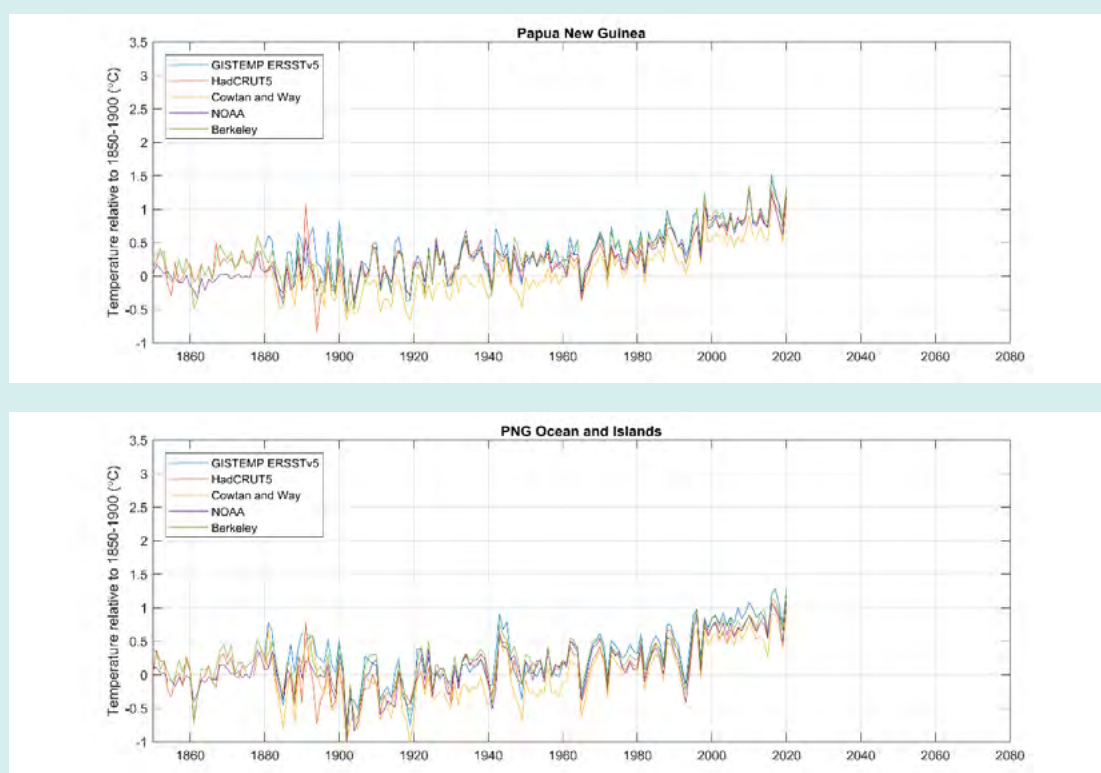 Papua New Guinea
Temperature relative to 1850-1900 (°C)
3.5
3
2.5
2
1.5
1
0.5
0
-0.5
-1
GISTEMP ERSSTv5
HadCRUT5
Cowtan and Way
NOAA
Berkeley
1860 1880 1900 1920 1940 1960 1980 2000 2020 2040 2060 2080
PNG Ocean and Islands
Temperature relative to 1850-1900 (°C)
3.5
3
2.5
2
1.5
1
0.5
0
-0.5
-1
GISTEMP ERSSTv5
HadCRUT5
Cowtan and Way
NOAA
Berkeley
1860 1880 1900 1920 1940 1960 1980 2000 2020 2040 2060 2080